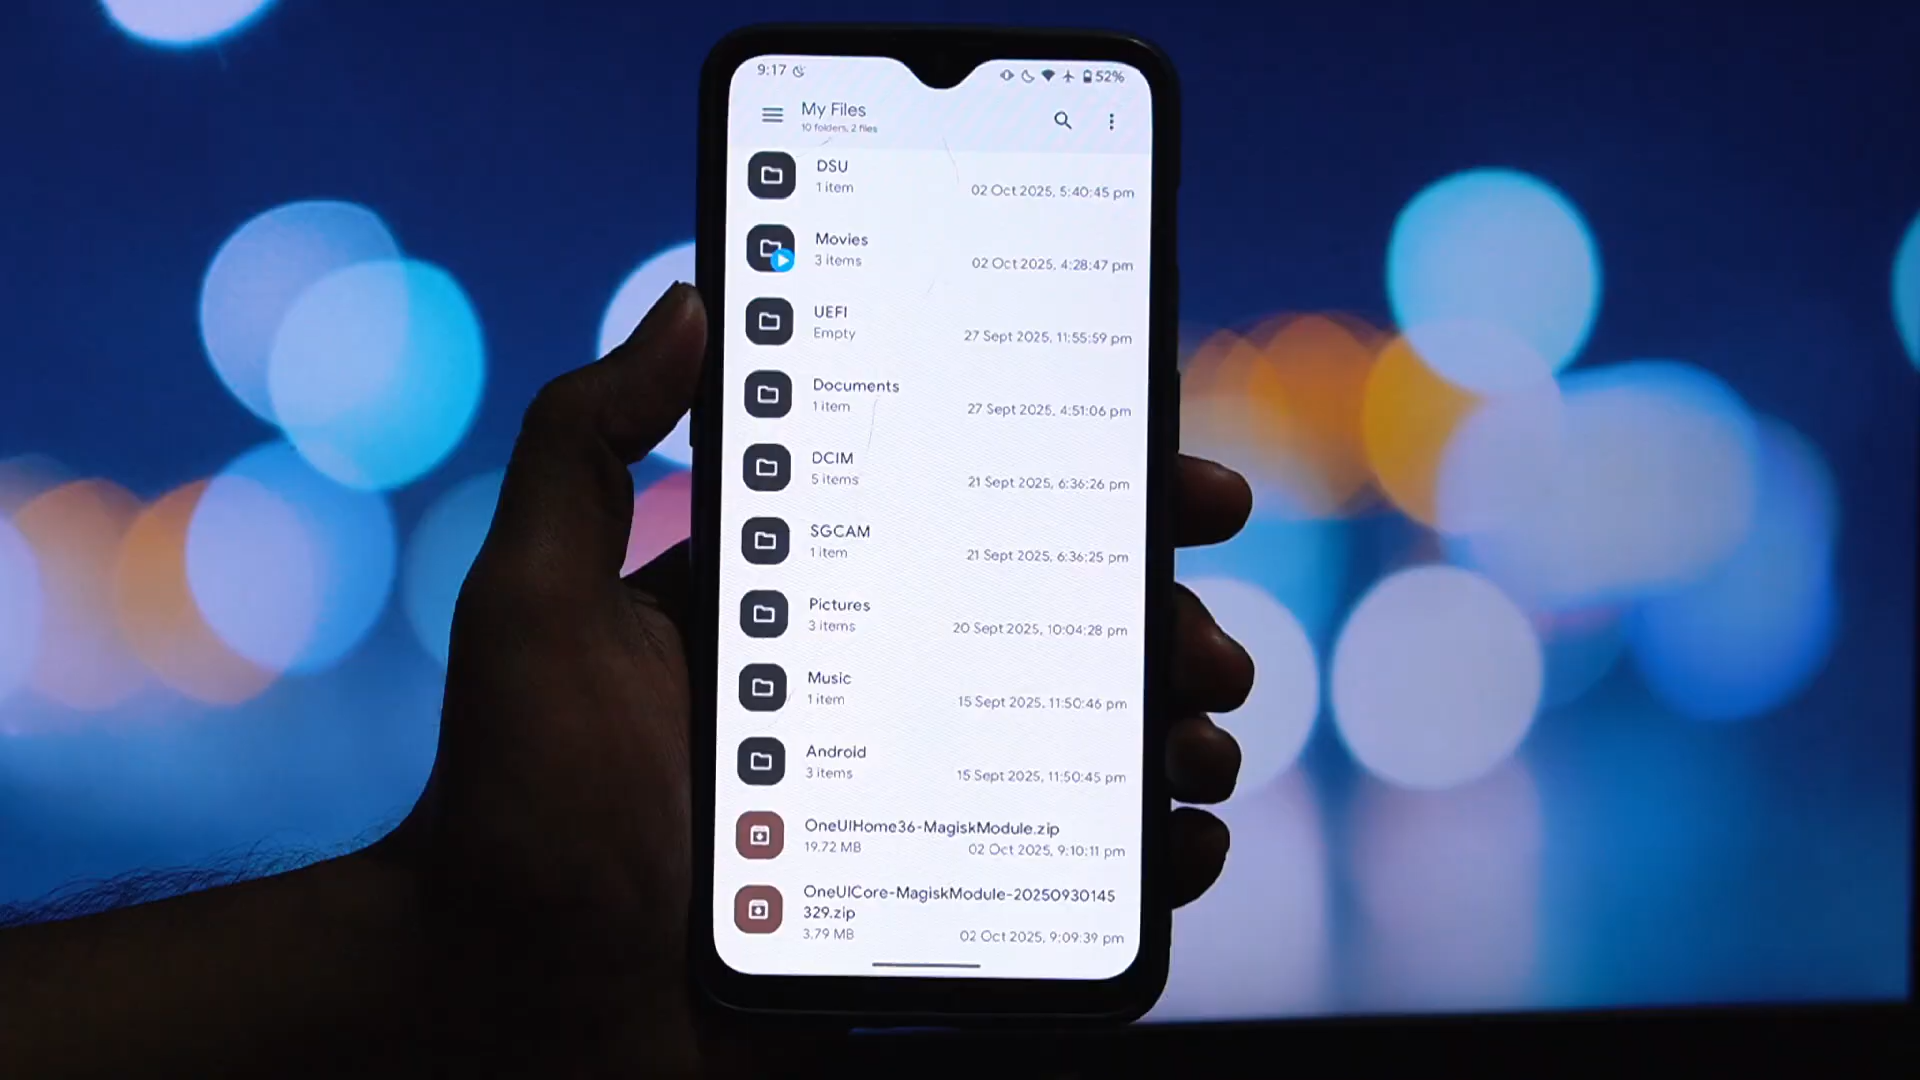 9:17
52%
My Files
10 folders, 2 files
DSU
1 item
02 Oct 2025, 5:40:45 pm
Movies
3 items
02 Oct 2025, 4:28:47 pm
UEFI
Empty
27 Sept 2025, 11:55:59 pm
Documents
1 item
27 Sept 2025, 4:51:06 pm
DCIM
5 items
21 Sept 2025, 6:36:26 pm
SGCAM
1 item
21 Sept 2025, 6:36:25 pm
Pictures
3 items
20 Sept 2025, 10:04:28 pm
Music
1 item
15 Sept 2025, 11:50:46 pm
Android
3 items
15 Sept 2025, 11:50:45 pm
OneUIHome36-MagiskModule.zip
19.72 MB
02 Oct 2025, 9:10:11 pm
OneUICore-MagiskModule-20250930145
329.zip
3.79 MB
02 Oct 2025, 9:09:39 pm